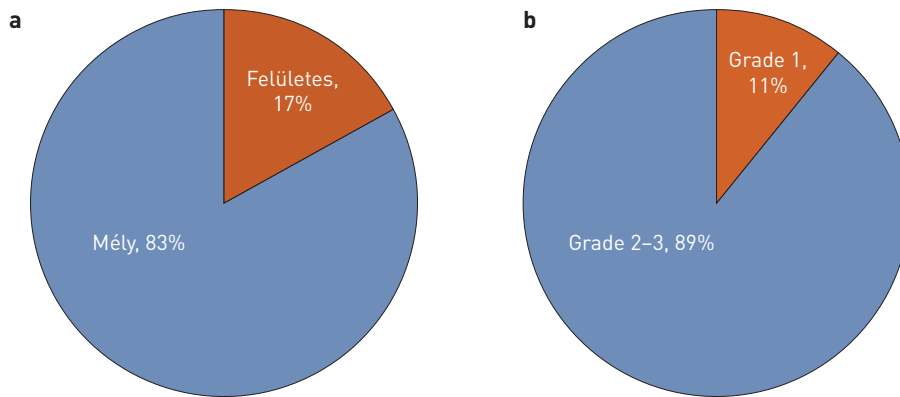 a
Felületes,
17%
Mély, 83%
b
Grade 1,
11%
Grade 2–3, 89%